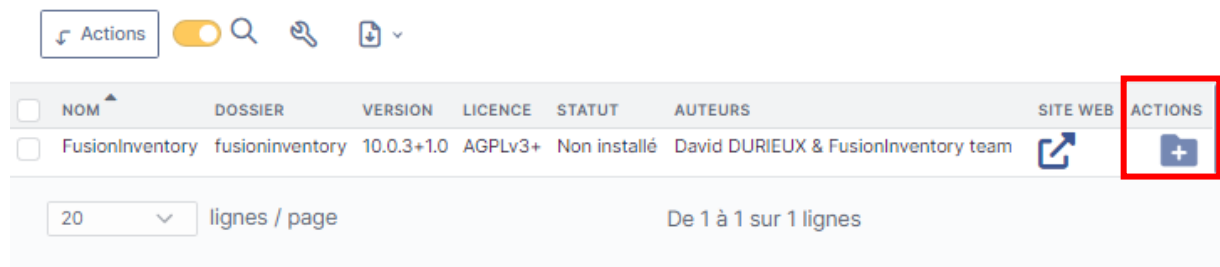 Actions
NOM DOSSIER VERSION LICENCE STATUT AUTEURS SITE WEB ACTIONS
FusionInventory fusioninventory 10.0.3+1.0 AGPLv3+ Non installé David DURIEUX & FusionInventory team
20 lignes / page De 1 à 1 sur 1 lignes